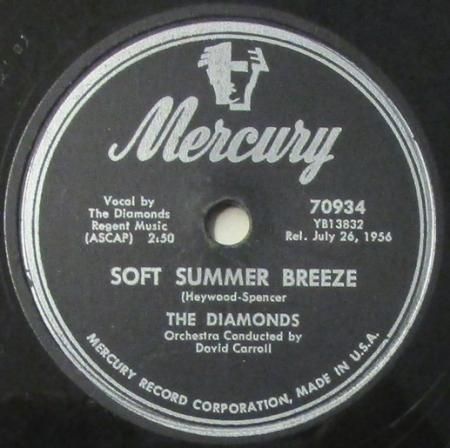 Mercury
Vocal by
The Diamonds
Regent Music
(ASCAP) 2:50
70934
YB13832
Rel. July 26, 1956
SOFT SUMMER BREEZE
(Heywood-Spencer
THE DIAMONDS
Orchestra Conducted by
David Carroll
MERCURY RECORD CORPORATION, MADE IN U.S.A.